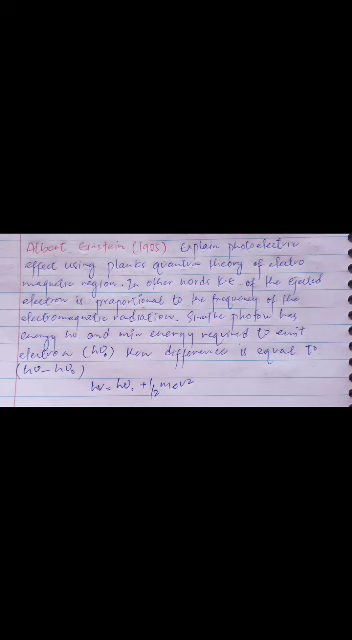 Albert Einstein (1905) Explain photoelectric
effect using planks quantum theory of electro
magnetic region. In other words K.E. of the ejected
electron is proportional to the frequency of the
electromagnetic radiation. Since photon has
energy hν and min energy required to emit
electron (hν₀) then difference is equal to
(hν - hν₀)
hν = hν₀ + 1/2 meν²